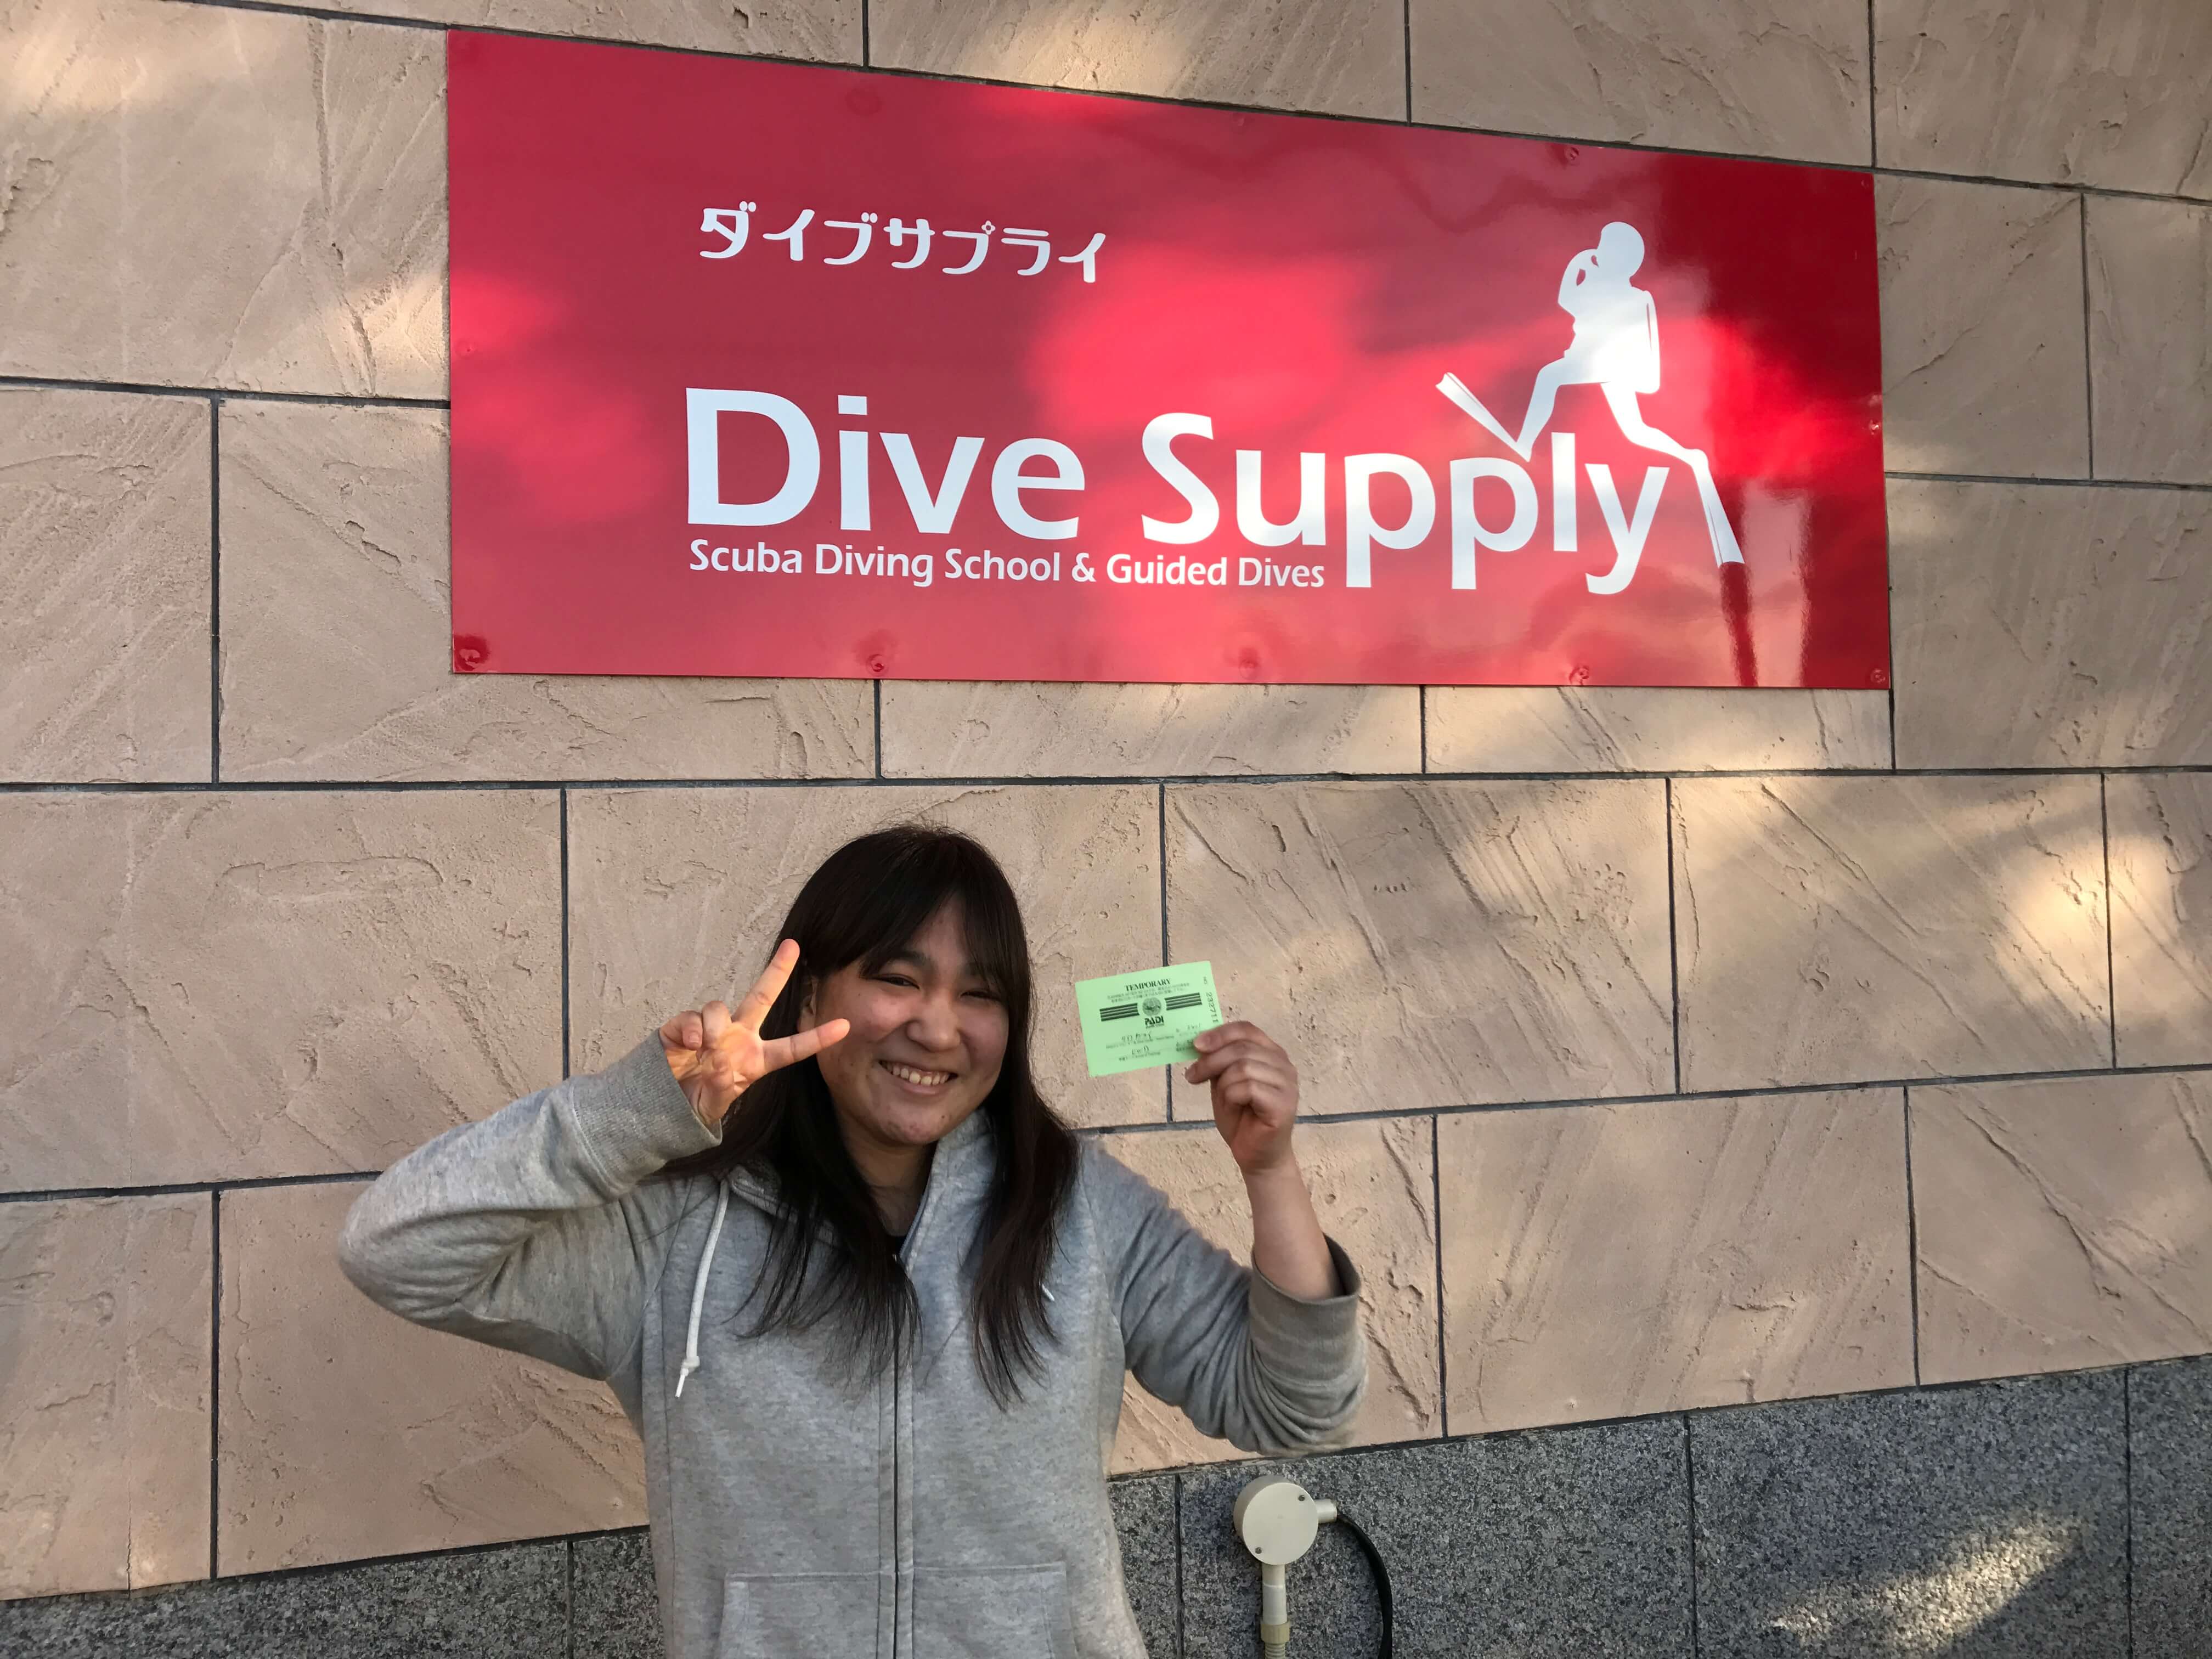 ダイブサプライ
Dive Supply
Scuba Diving School & Guided Dives
TEMPORARY
PADI